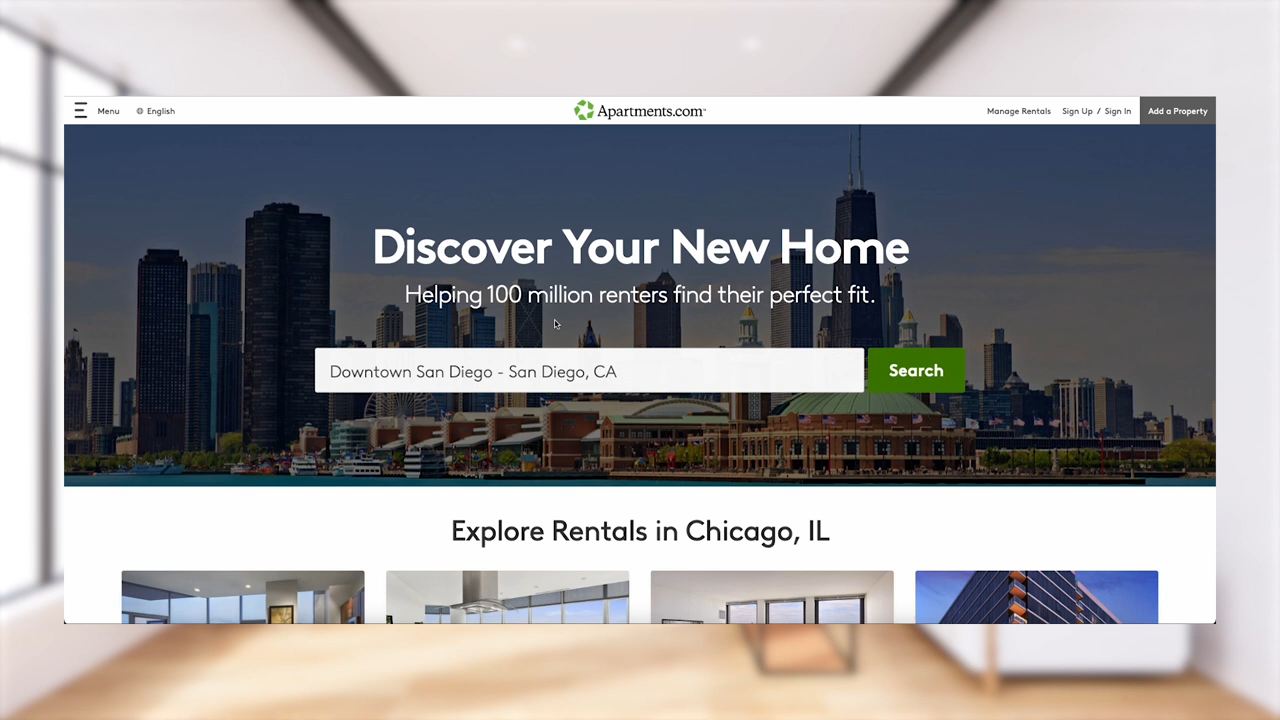 Menu
English
Apartments.com™
Manage Rentals
Sign Up / Sign In
Add a Property
Discover Your New Home
Helping 100 million renters find their perfect fit.
Downtown San Diego - San Diego, CA
Search
Explore Rentals in Chicago, IL